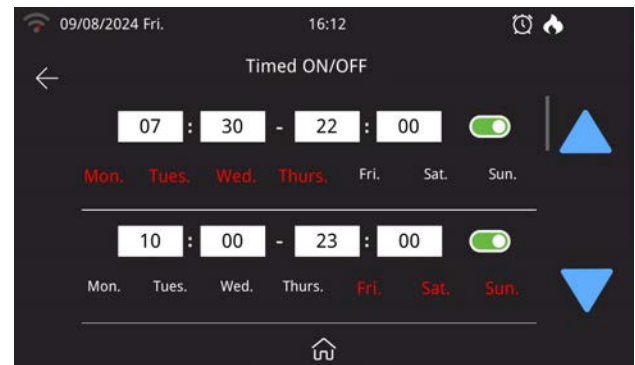 09/08/2024 Fri. 16:12
Timed ON/OFF
07 : 30 - 22 : 00
Mon. Tues. Wed. Thurs. Fri. Sat. Sun.
10 : 00 - 23 : 00
Mon. Tues. Wed. Thurs. Fri. Sat. Sun.